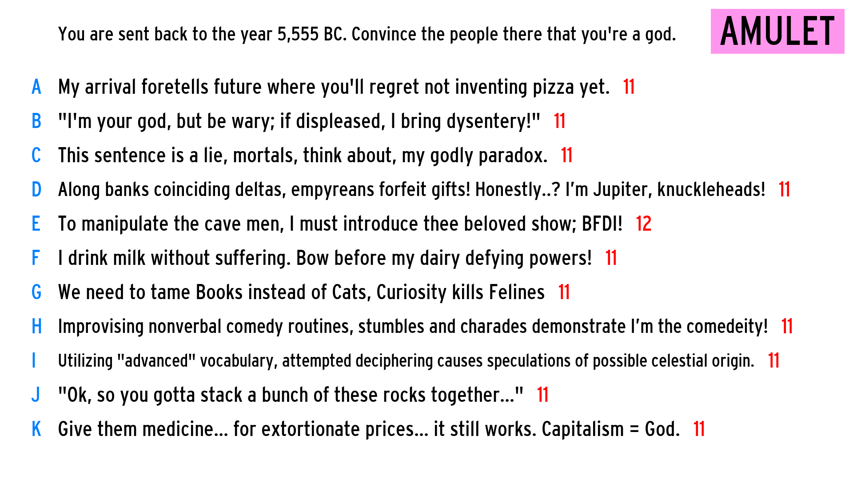 You are sent back to the year 5,555 BC. Convince the people there that you're a god.
AMULET
A My arrival foretells future where you'll regret not inventing pizza yet. 11
B "I'm your god, but be wary; if displeased, I bring dysentery!" 11
C This sentence is a lie, mortals, think about, my godly paradox. 11
D Along banks coinciding deltas, empyreans forfeit gifts! Honestly..? I'm Jupiter, knuckleheads! 11
E To manipulate the cave men, I must introduce thee beloved show; BFDI! 12
F I drink milk without suffering. Bow before my dairy defying powers! 11
G We need to tame Books instead of Cats, Curiosity kills Felines 11
H Improvising nonverbal comedy routines, stumbles and charades demonstrate I'm the comedeity! 11
I Utilizing "advanced" vocabulary, attempted deciphering causes speculations of possible celestial origin. 11
J "Ok, so you gotta stack a bunch of these rocks together..." 11
K Give them medicine... for extortionate prices... it still works. Capitalism = God. 11